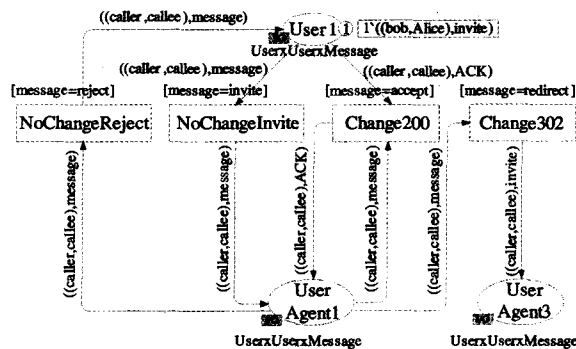 ((caller,callee),message)
User1 1 1`((bob,Alice),invite)
UserxUserxMessage
((caller,callee),message)
((caller,callee),ACK)
[message=reject]
[message=invite]
[message=accept]
[message=redirect]
NoChangeReject
NoChangeInvite
Change200
Change302
((caller,callee),message)
((caller,callee),message)
((caller,callee),ACK)
((caller,callee),message)
((caller,callee),message)
((caller,callee),invite)
User
Agent1
UserxUserxMessage
User
Agent3
UserxUserxMessage